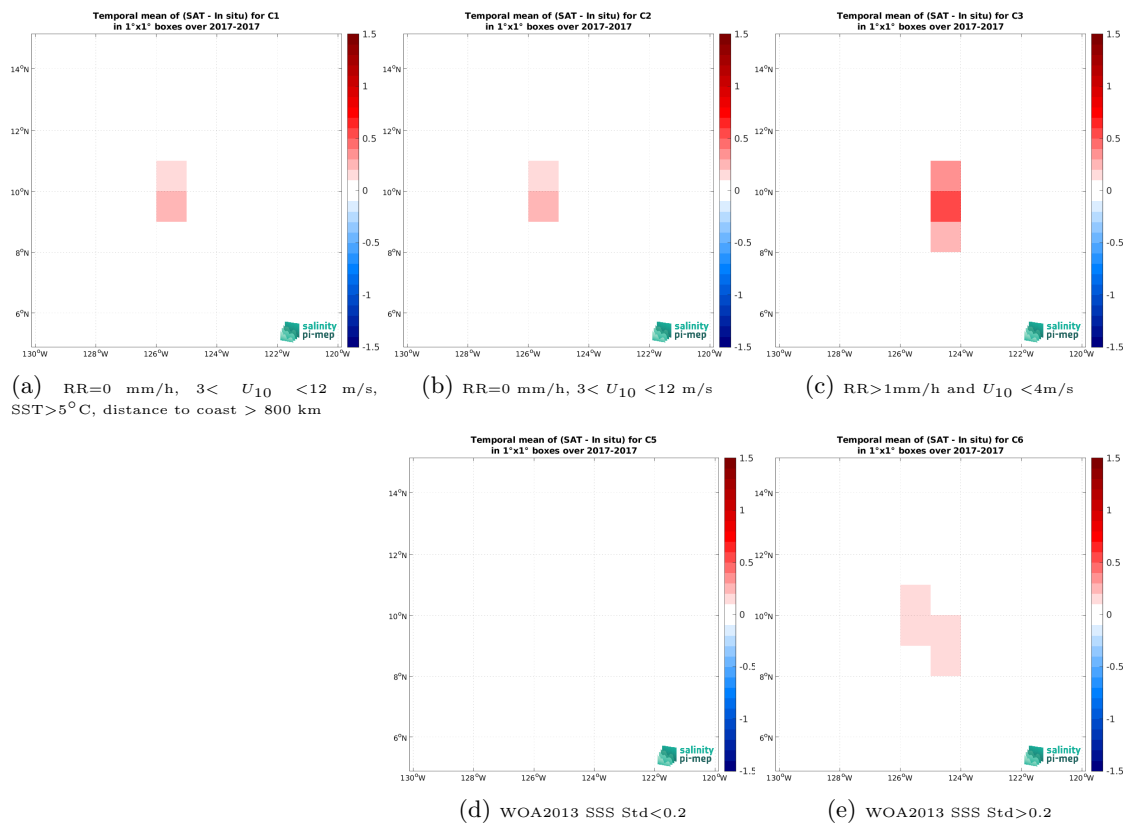 Temporal mean of (SAT - In situ) for C1
in 1°x1° boxes over 2017-2017
14°N
12°N
10°N
8°N
6°N
130°W
128°W
126°W
124°W
122°W
120°W
1.5
1
0.5
0
-0.5
-1
-1.5
salinity
pi-mep
(a) RR=0 mm/h, 3< U10 <12 m/s,
SST>5°C, distance to coast > 800 km
Temporal mean of (SAT - In situ) for C2
in 1°x1° boxes over 2017-2017
14°N
12°N
10°N
8°N
6°N
130°W
128°W
126°W
124°W
122°W
120°W
1.5
1
0.5
0
-0.5
-1
-1.5
salinity
pi-mep
(b) RR=0 mm/h, 3< U10 <12 m/s
Temporal mean of (SAT - In situ) for C3
in 1°x1° boxes over 2017-2017
14°N
12°N
10°N
8°N
6°N
130°W
128°W
126°W
124°W
122°W
120°W
1.5
1
0.5
0
-0.5
-1
-1.5
salinity
pi-mep
(c) RR>1mm/h and U10 <4m/s
Temporal mean of (SAT - In situ) for C5
in 1°x1° boxes over 2017-2017
14°N
12°N
10°N
8°N
6°N
130°W
128°W
126°W
124°W
122°W
120°W
1.5
1
0.5
0
-0.5
-1
-1.5
salinity
pi-mep
(d) WOA2013 SSS Std<0.2
Temporal mean of (SAT - In situ) for C6
in 1°x1° boxes over 2017-2017
14°N
12°N
10°N
8°N
6°N
130°W
128°W
126°W
124°W
122°W
120°W
1.5
1
0.5
0
-0.5
-1
-1.5
salinity
pi-mep
(e) WOA2013 SSS Std>0.2